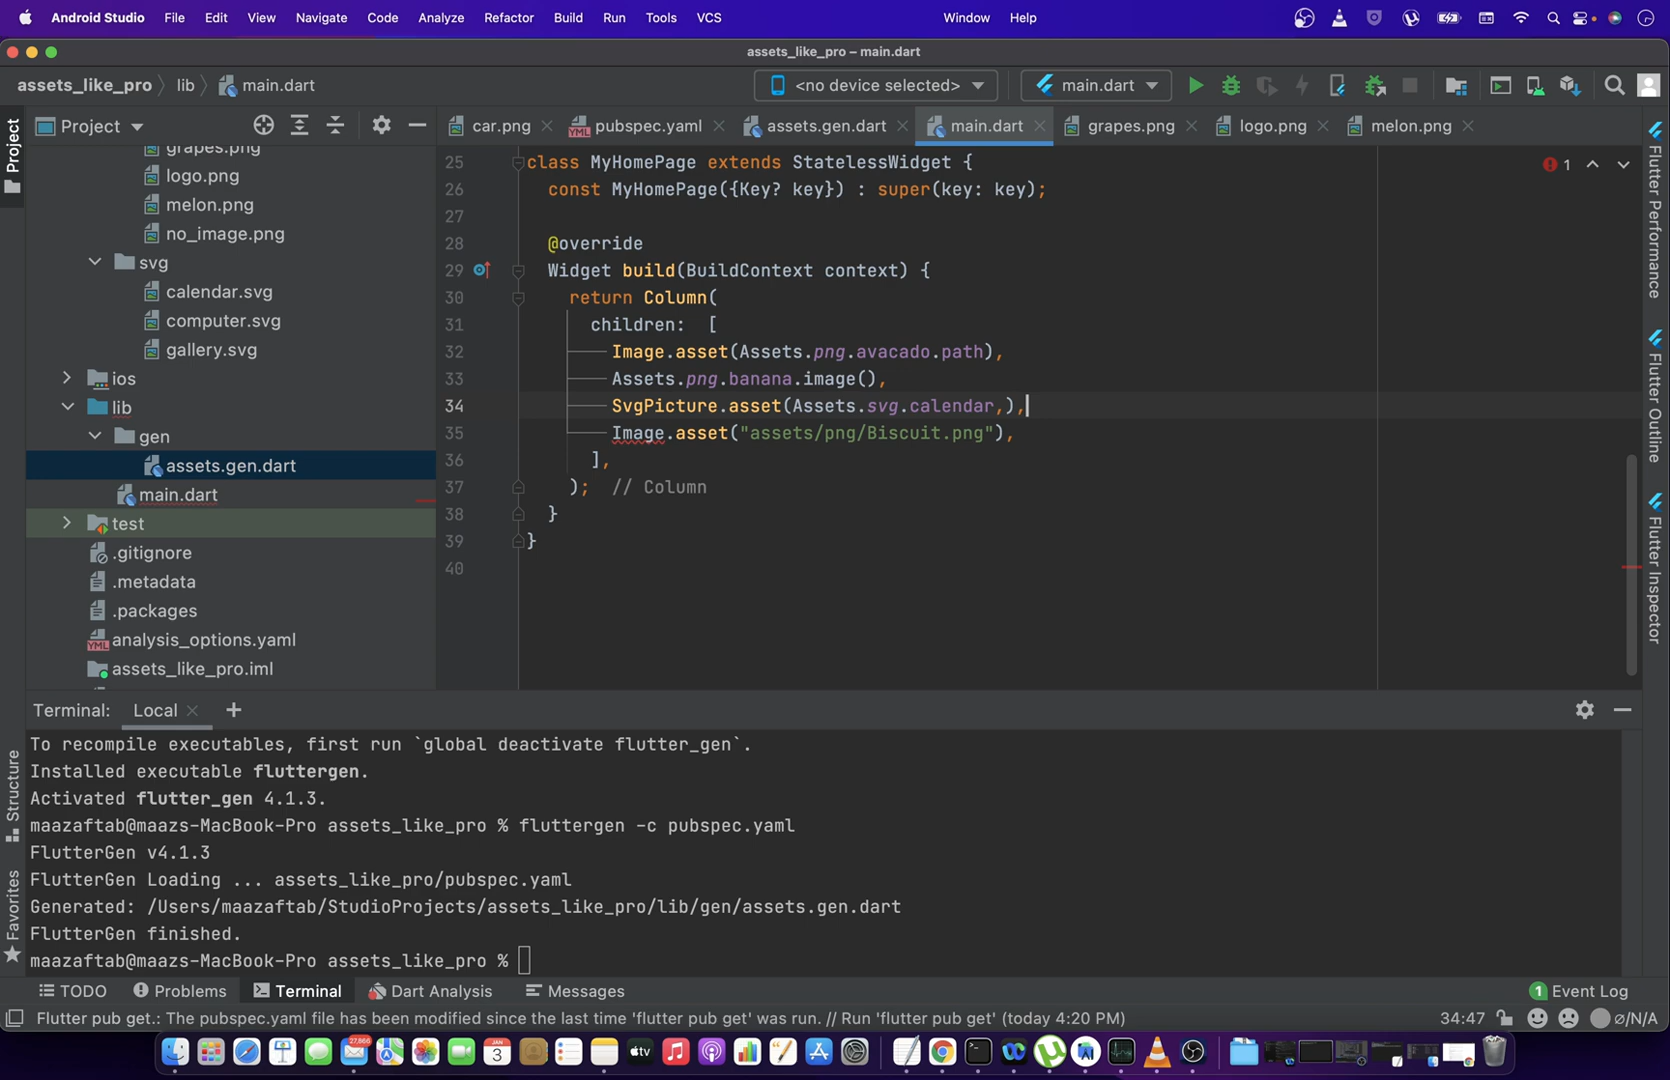 Android Studio File Edit View Navigate Code Analyze Refactor Build Run Tools VCS Window Help
assets_like_pro – main.dart
assets_like_pro lib main.dart <no device selected> main.dart
Project car.png pubspec.yaml assets.gen.dart main.dart grapes.png logo.png melon.png
Project
grapes.png
logo.png
melon.png
no_image.png
svg
calendar.svg
computer.svg
gallery.svg
ios
lib
gen
assets.gen.dart
main.dart
test
.gitignore
.metadata
.packages
analysis_options.yaml
assets_like_pro.iml
1
25 class MyHomePage extends StatelessWidget {
26 const MyHomePage({Key? key}) : super(key: key);
27
28 @override
29 Widget build(BuildContext context) {
30 return Column(
31 children: [
32 Image.asset(Assets.png.avacado.path),
33 Assets.png.banana.image(),
34 SvgPicture.asset(Assets.svg.calendar,),
35 Image.asset("assets/png/Biscuit.png"),
36 ],
37 ); // Column
38 }
39 }
40
Flutter Performance
Flutter Outline
Flutter Inspector
Terminal: Local
To recompile executables, first run `global deactivate flutter_gen`.
Installed executable fluttergen.
Activated flutter_gen 4.1.3.
maazaftab@maazs-MacBook-Pro assets_like_pro % fluttergen -c pubspec.yaml
FlutterGen v4.1.3
FlutterGen Loading ... assets_like_pro/pubspec.yaml
Generated: /Users/maazaftab/StudioProjects/assets_like_pro/lib/gen/assets.gen.dart
FlutterGen finished.
maazaftab@maazs-MacBook-Pro assets_like_pro %
Structure
Favorites
TODO Problems Terminal Dart Analysis Messages 1 Event Log
Flutter pub get.: The pubspec.yaml file has been modified since the last time 'flutter pub get' was run. // Run 'flutter pub get' (today 4:20 PM) 34:47 ⌀/N/A
27,866
JAN
3
tv